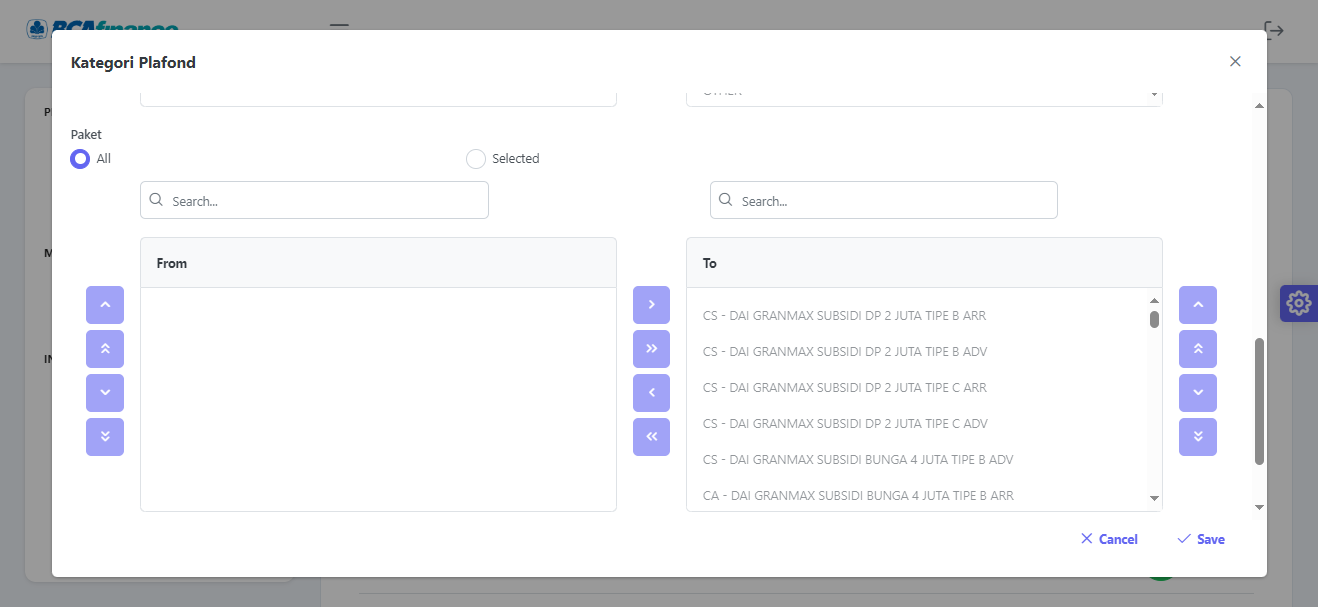 BCAfinance
Kategori Plafond
OTHER
Paket
All
Selected
Search...
Search...
From
To
CS - DAI GRANMAX SUBSIDI DP 2 JUTA TIPE B ARR
CS - DAI GRANMAX SUBSIDI DP 2 JUTA TIPE B ADV
CS - DAI GRANMAX SUBSIDI DP 2 JUTA TIPE C ARR
CS - DAI GRANMAX SUBSIDI DP 2 JUTA TIPE C ADV
CS - DAI GRANMAX SUBSIDI BUNGA 4 JUTA TIPE B ADV
CA - DAI GRANMAX SUBSIDI BUNGA 4 JUTA TIPE B ARR
Cancel
Save